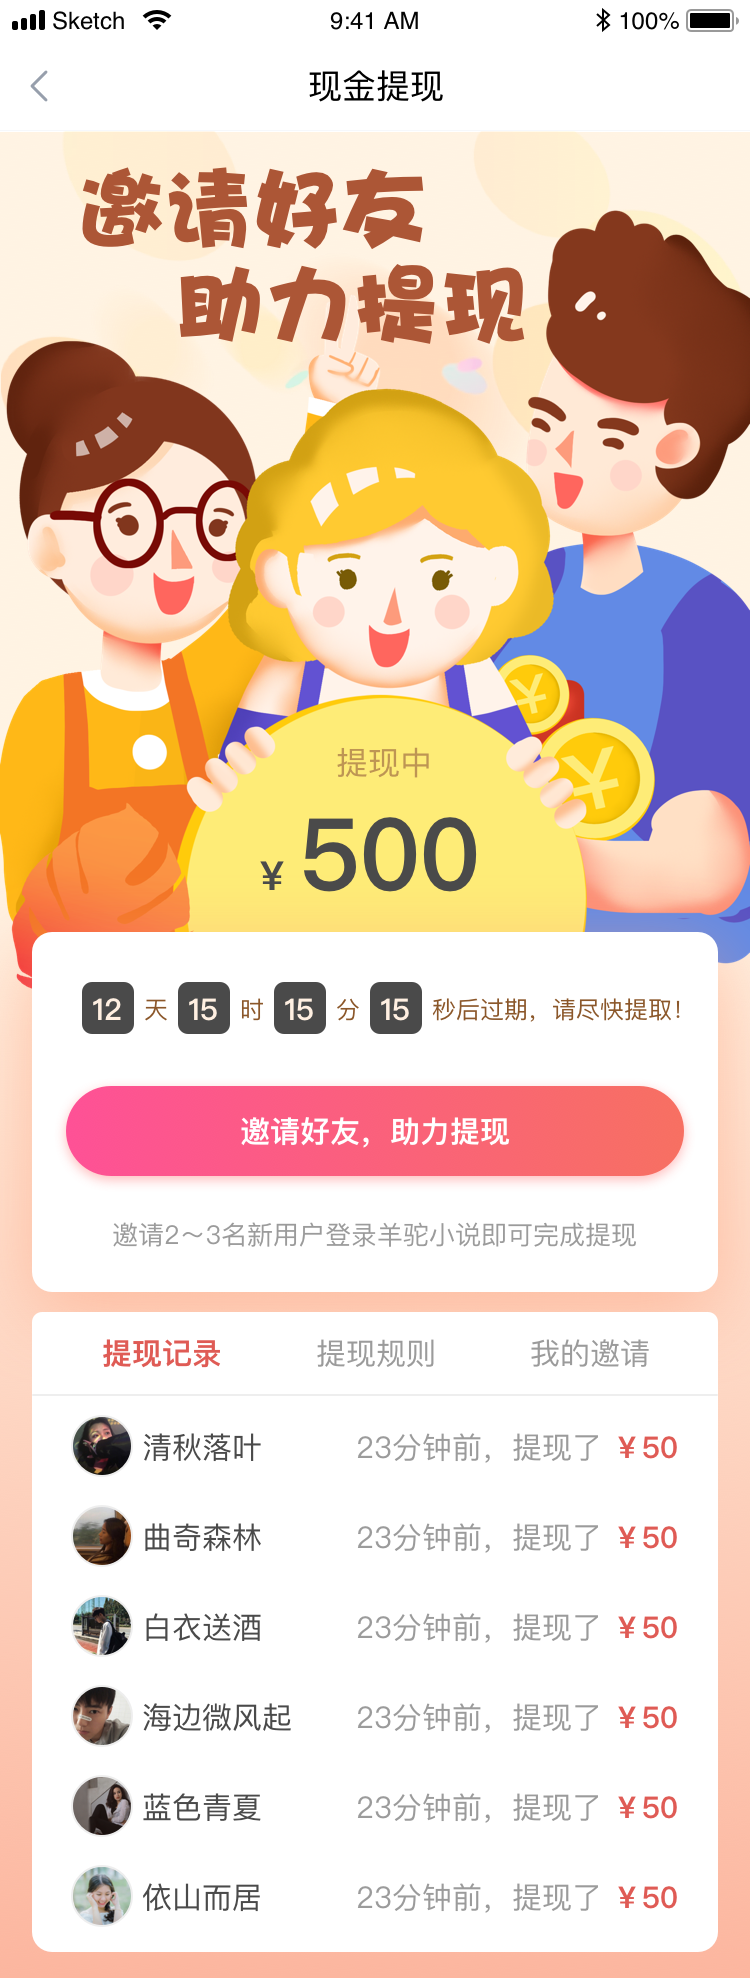 Sketch 9:41 AM 100%
现金提现
邀请好友
助力提现
提现中
¥ 500
12 天 15 时 15 分 15 秒后过期，请尽快提取！
邀请好友，助力提现
邀请2～3名新用户登录羊驼小说即可完成提现
提现记录 提现规则 我的邀请
清秋落叶 23分钟前，提现了 ¥ 50
曲奇森林 23分钟前，提现了 ¥ 50
白衣送酒 23分钟前，提现了 ¥ 50
海边微风起 23分钟前，提现了 ¥ 50
蓝色青夏 23分钟前，提现了 ¥ 50
依山而居 23分钟前，提现了 ¥ 50